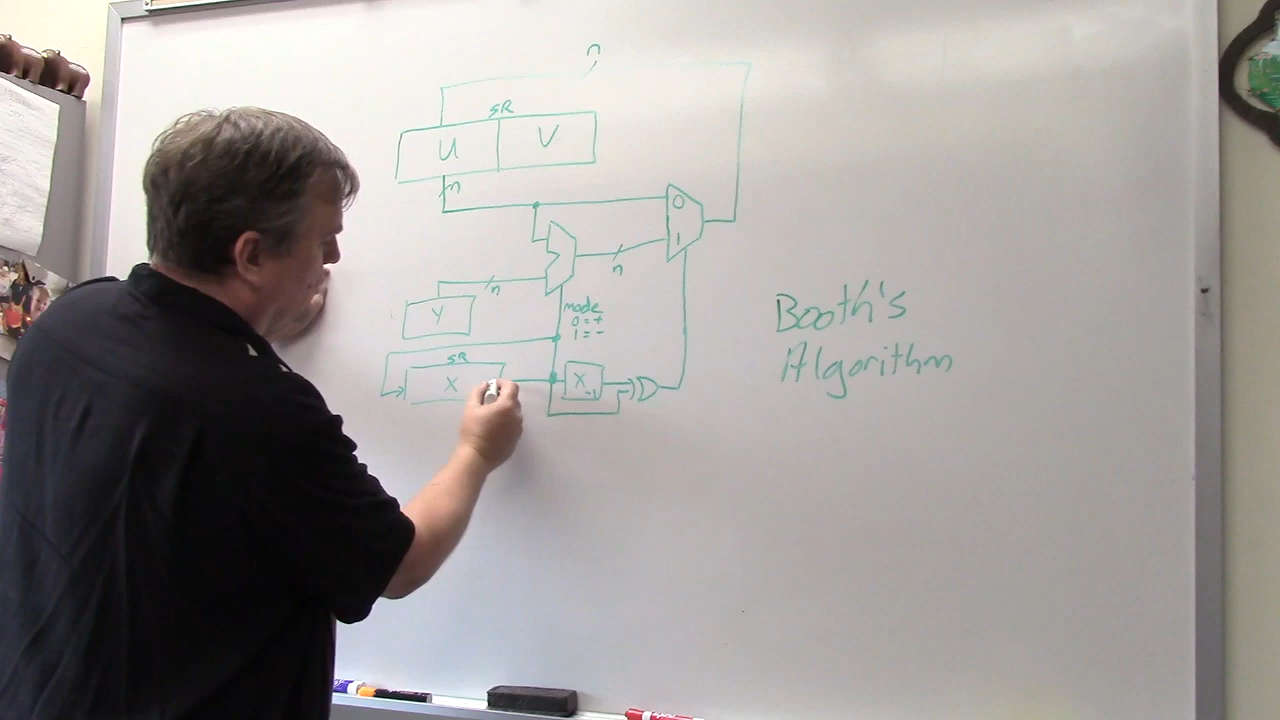 n
SR
U V
n
0
1
n
n
Y
mode
0 = +
1 = -
SR
X
X-1
Booth's
Algorithm